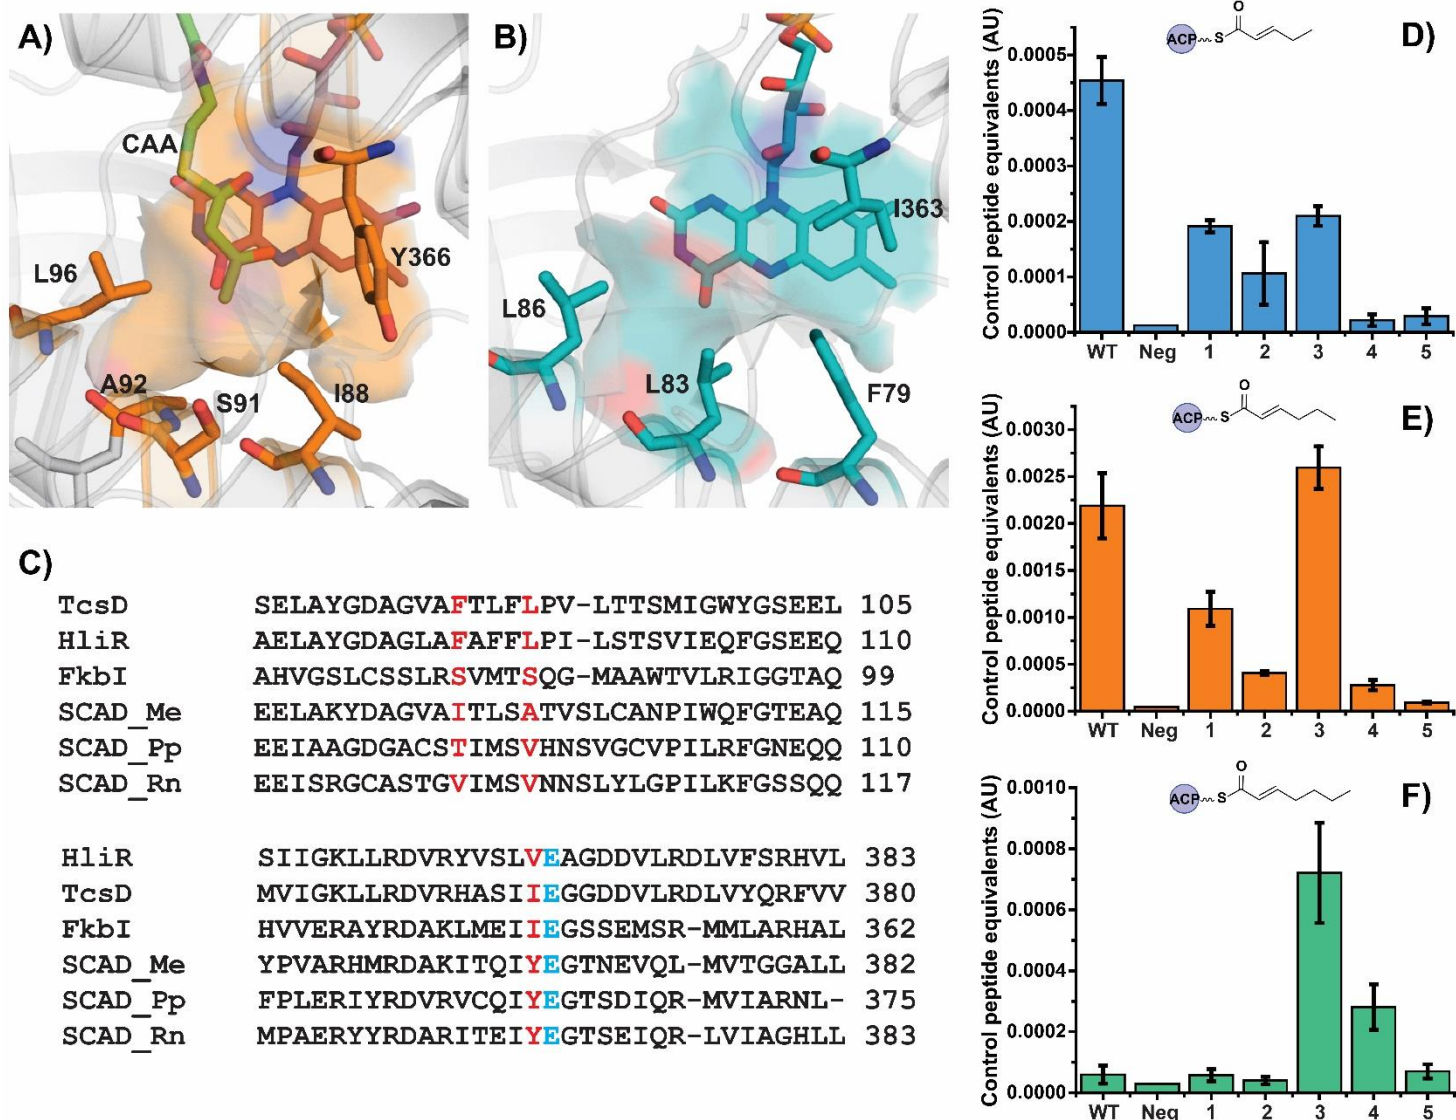 A)
CAA
L96
Y366
A92
S91
I88
B)
I363
L86
L83
F79
C)
TcsD SELAYGDAGVAFTLFLPV-LTTSMIGWYGSEEL 105
HliR AELAYGDAGLAFAFFLPI-LSTSVIEQFGSEEQ 110
FkbI AHVGSLCSSLRSVMTSQG-MAAWTVLRIGGTAQ 99
SCAD_Me EELAKYDAGVAITLSATVSLCANPIWQFGTEAQ 115
SCAD_Pp EEIAAGDGACSTIMSVHNSVGCVPILRFGNEQQ 110
SCAD_Rn EEISRGCASTGVIMSVNNSLYLGPILKFGSSQQ 117
HliR SIIGKLLRDVRYVSLVEAGDDVLRDLVFSRHVL 383
TcsD MVIGKLLRDVRHASIIEGGDDVLRDLVYQRFVV 380
FkbI HVVERAYRDAKLMEIIEGSSEMSR-MMLARHAL 362
SCAD_Me YPVARHMRDAKITQIYEGTNEVQL-MVTGGALL 382
SCAD_Pp FPLERIYRDVRVCQIYEGTSDIQR-MVIARNL- 375
SCAD_Rn MPAERYYRDARITEIYEGTSEIQR-LVIAGHLL 383
D)
Control peptide equivalents (AU)
0.0005
0.0004
0.0003
0.0002
0.0001
0.0000
ACP S O
WT Neg 1 2 3 4 5
E)
Control peptide equivalents (AU)
0.0030
0.0025
0.0020
0.0015
0.0010
0.0005
0.0000
ACP S O
WT Neg 1 2 3 4 5
F)
Control peptide equivalents (AU)
0.0010
0.0008
0.0006
0.0004
0.0002
0.0000
ACP S O
WT Neg 1 2 3 4 5